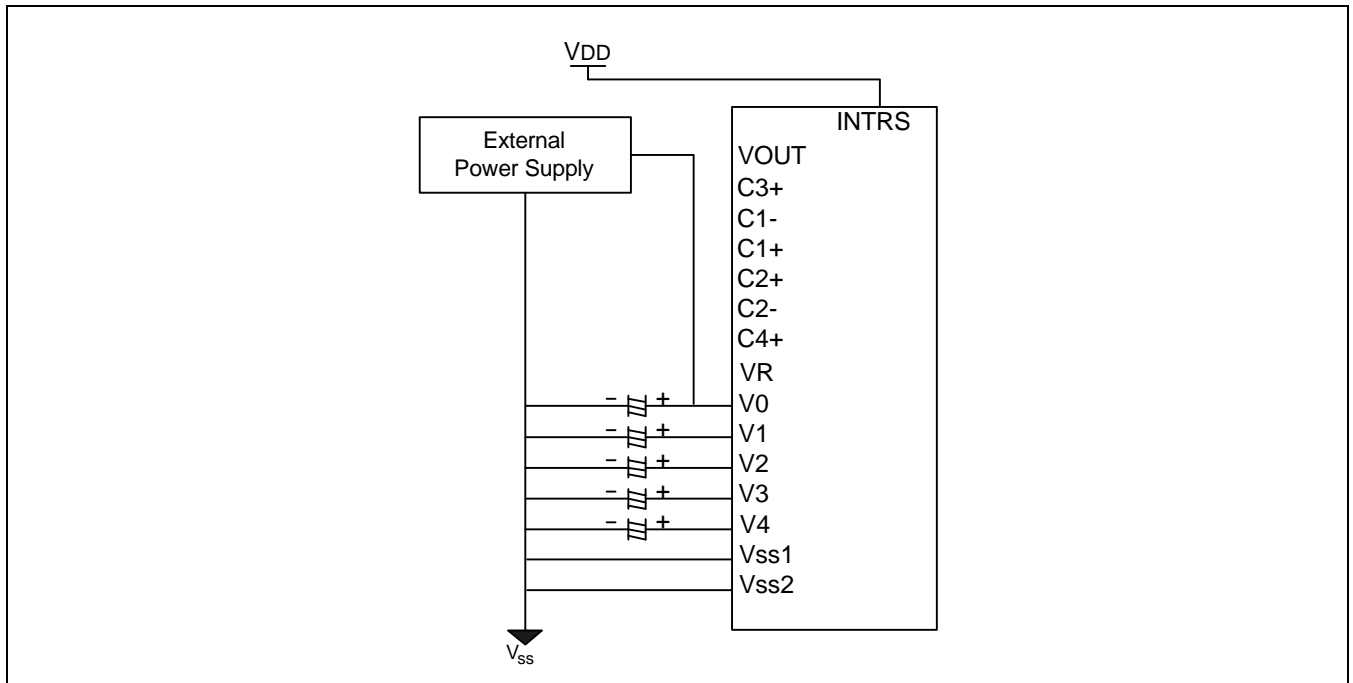 VDD
INTRS
External
Power Supply
VOUT
C3+
C1-
C1+
C2+
C2-
C4+
VR
– + V0
– + V1
– + V2
– + V3
– + V4
Vss1
Vss2
Vss